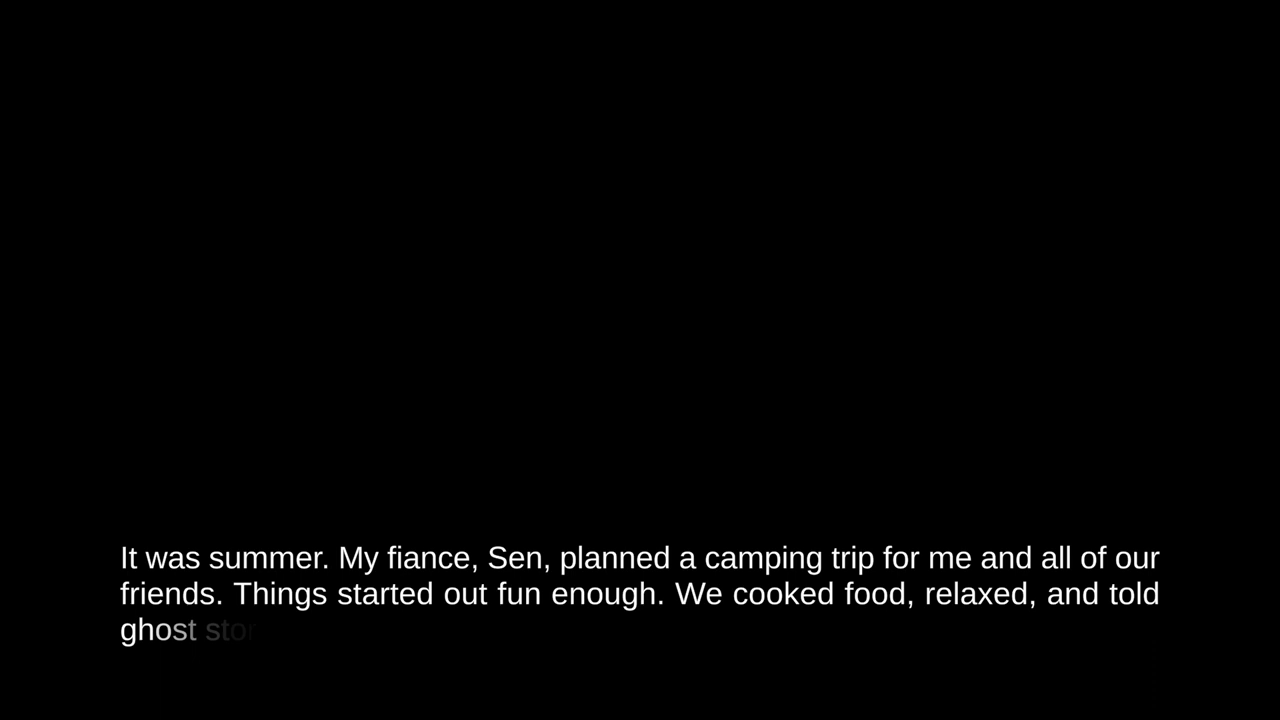 It was summer. My fiance, Sen, planned a camping trip for me and all of our
friends. Things started out fun enough. We cooked food, relaxed, and told
ghost stor